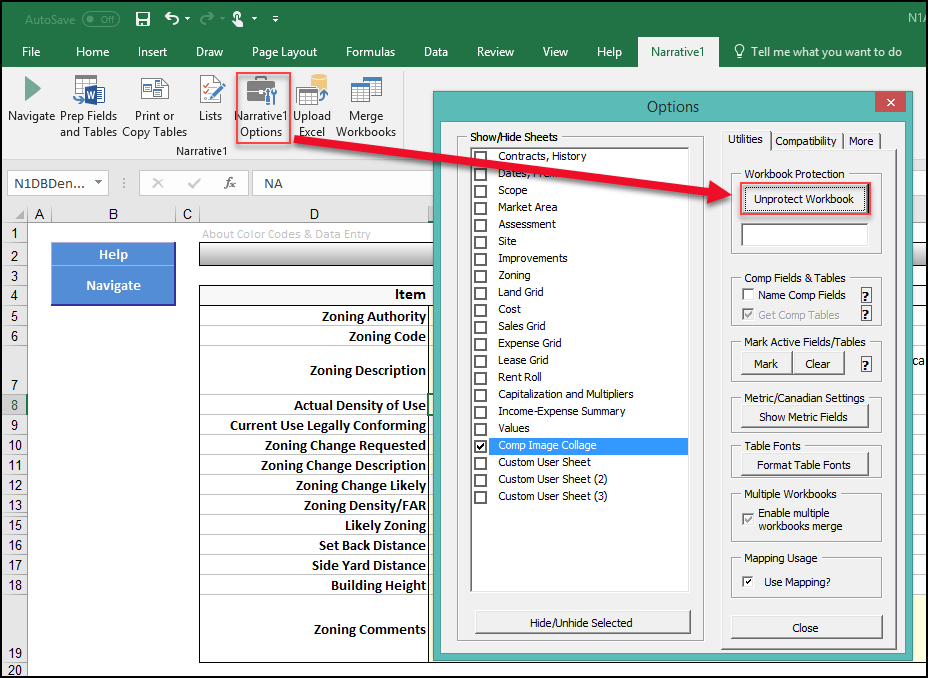 AutoSave Off
N1A
File Home Insert Draw Page Layout Formulas Data Review View Help Narrative1 Tell me what you want to do
Navigate
Prep Fields
and Tables
Print or
Copy Tables
Lists
Narrative1
Options
Upload
Excel
Merge
Workbooks
Narrative1
N1DBDen... fx NA
A B C D
1 About Color Codes & Data Entry
2 Help
3 Navigate
4 Item
5 Zoning Authority
6 Zoning Code
7 Zoning Description
8 Actual Density of Use
9 Current Use Legally Conforming
10 Zoning Change Requested
11 Zoning Change Description
12 Zoning Change Likely
13 Zoning Density/FAR
15 Likely Zoning
16 Set Back Distance
17 Side Yard Distance
18 Building Height
19 Zoning Comments
20
ca
Options
Show/Hide Sheets
Contracts, History
Scope
Market Area
Assessment
Site
Improvements
Zoning
Land Grid
Cost
Sales Grid
Expense Grid
Lease Grid
Rent Roll
Capitalization and Multipliers
Income-Expense Summary
Values
Comp Image Collage
Custom User Sheet
Custom User Sheet (2)
Custom User Sheet (3)
Hide/Unhide Selected
Utilities Compatibility More
Workbook Protection
Unprotect Workbook
Comp Fields & Tables
Name Comp Fields ?
Get Comp Tables ?
Mark Active Fields/Tables
Mark Clear ?
Metric/Canadian Settings
Show Metric Fields
Table Fonts
Format Table Fonts
Multiple Workbooks
Enable multiple
workbooks merge
Mapping Usage
Use Mapping?
Close